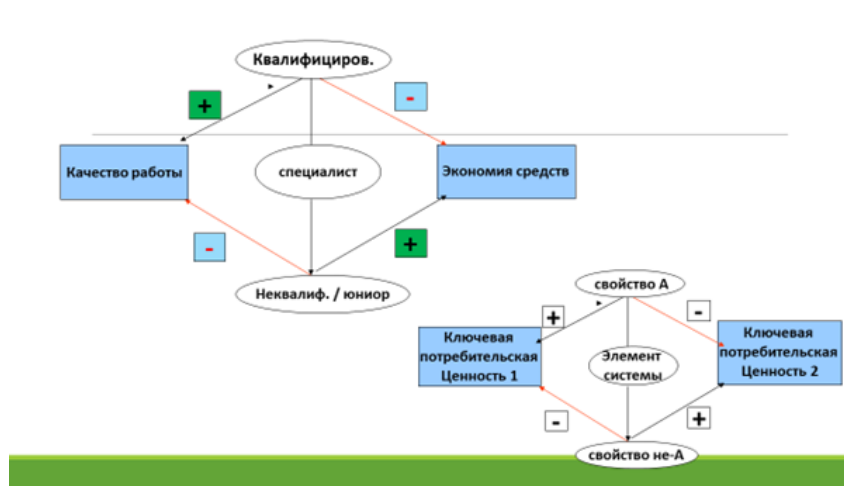 Квалифициров.
+
-
Качество работы
специалист
Экономия средств
-
+
Неквалиф. / юниор
свойство А
+
-
Ключевая
потребительская
Ценность 1
Элемент
системы
Ключевая
потребительская
Ценность 2
-
+
свойство не-А